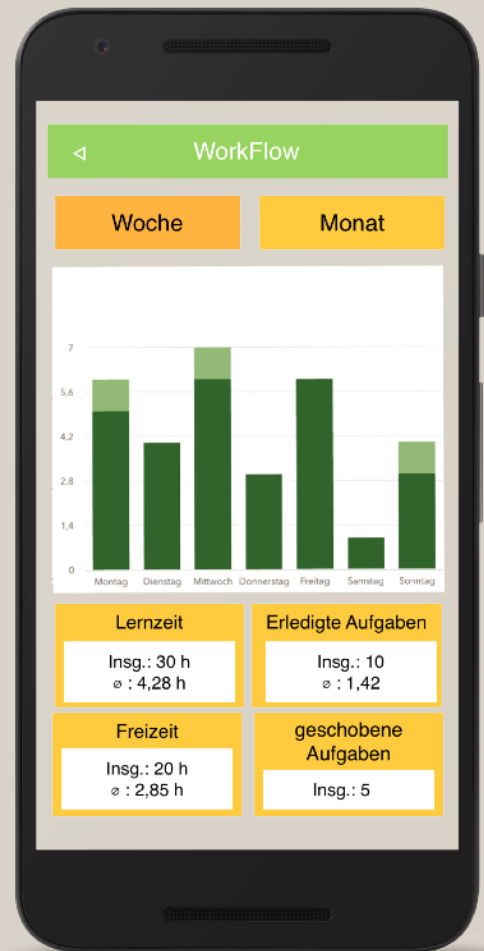 WorkFlow
Woche
Monat
7
5,6
4,2
2,8
1,4
0
Montag Dienstag Mittwoch Donnerstag Freitag Samstag Sonntag
Lernzeit
Insg.: 30 h
⌀ : 4,28 h
Erledigte Aufgaben
Insg.: 10
⌀ : 1,42
Freizeit
Insg.: 20 h
⌀ : 2,85 h
geschobene
Aufgaben
Insg.: 5